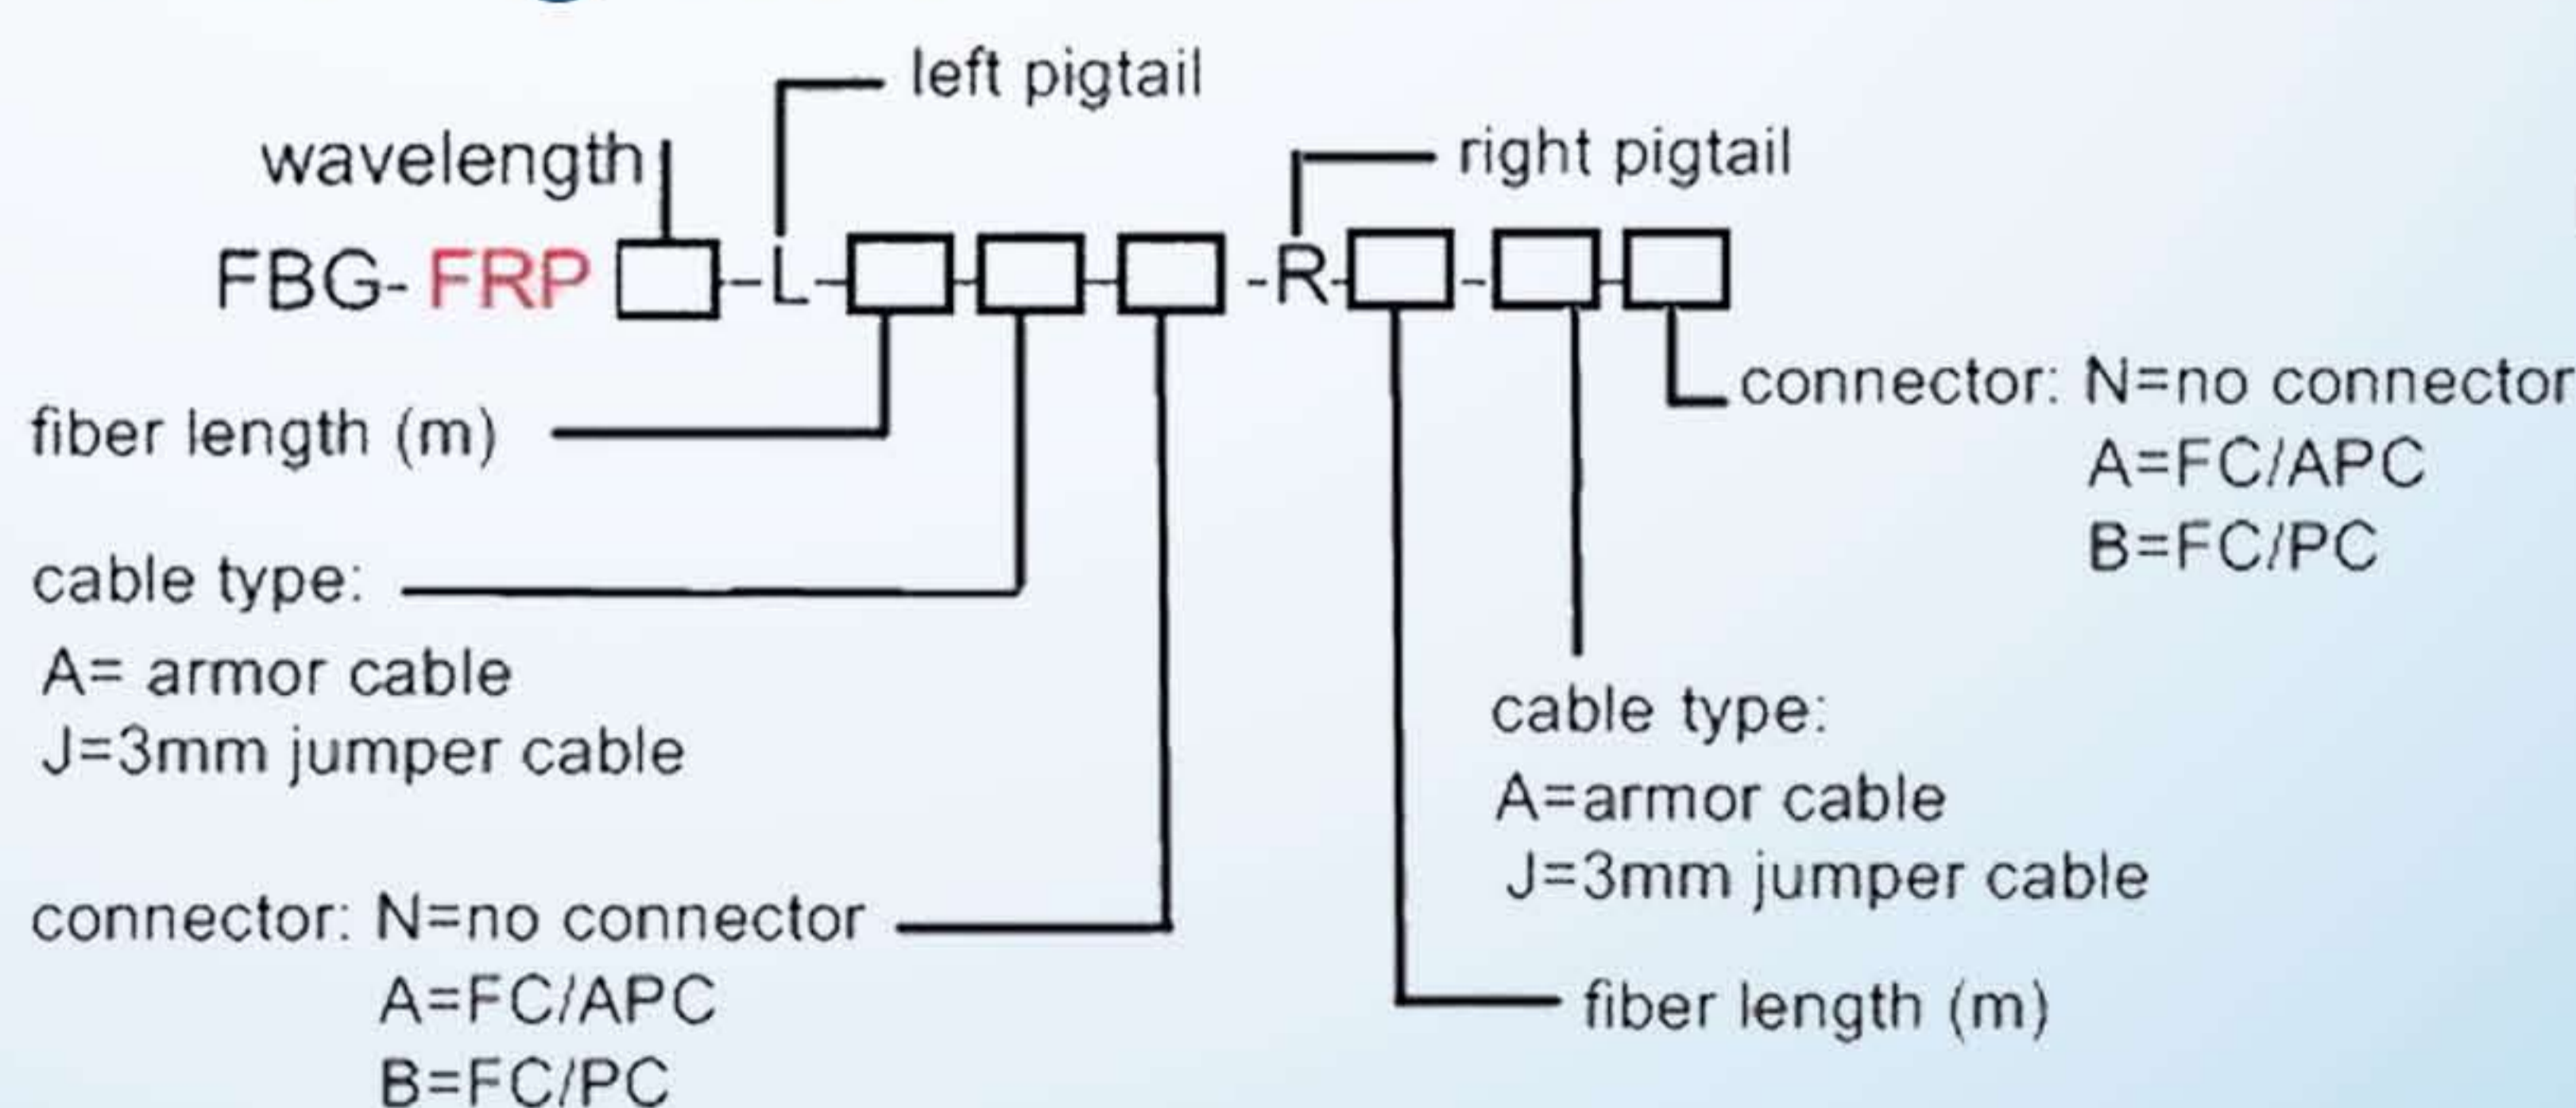 left pigtail
wavelength
right pigtail
FBG- FRP -L- - - -R- - -
connector: N=no connector
A=FC/APC
B=FC/PC
fiber length (m)
cable type:
A= armor cable
J=3mm jumper cable
cable type:
A=armor cable
J=3mm jumper cable
connector: N=no connector
A=FC/APC
B=FC/PC
fiber length (m)